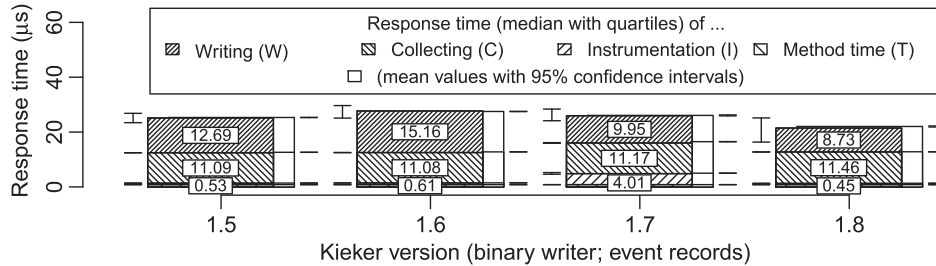 Response time (median with quartiles) of ...
Writing (W) Collecting (C) Instrumentation (I) Method time (T)
(mean values with 95% confidence intervals)
Response time (µs)
60
40
20
0
12.69 15.16 9.95 8.73
11.09 11.08 11.17 11.46
0.53 0.61 4.01 0.45
1.5 1.6 1.7 1.8
Kieker version (binary writer; event records)